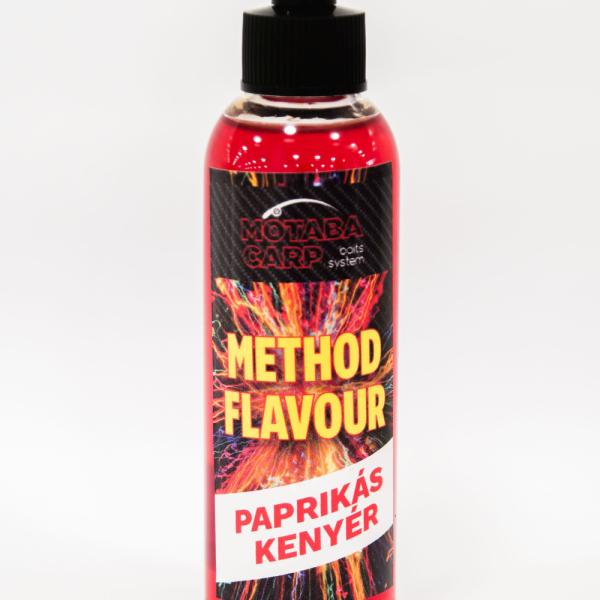 MOTABA
CARP baits
system
METHOD
FLAVOUR
PAPRIKÁS
KENYÉR